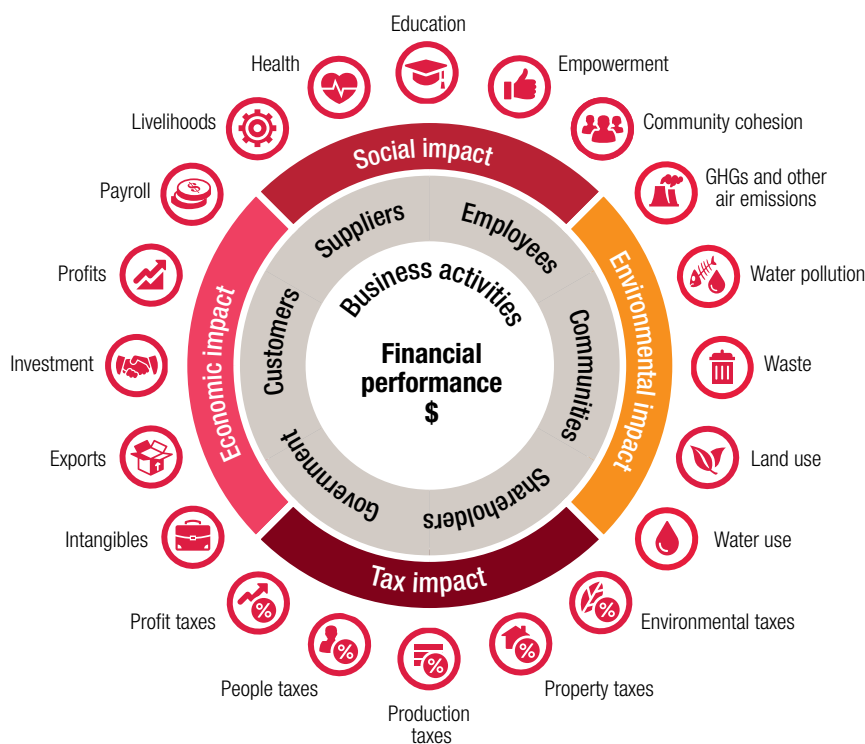 Education
Health
Empowerment
Livelihoods
Community cohesion
Payroll
GHGs and other
air emissions
Profits
Water pollution
Investment
Waste
Exports
Land use
Intangibles
Water use
Profit taxes
Environmental taxes
People taxes
Property taxes
Production
taxes
Social impact
Environmental impact
Tax impact
Economic impact
Suppliers
Employees
Communities
Shareholders
Government
Customers
Business activities
Financial
performance
$